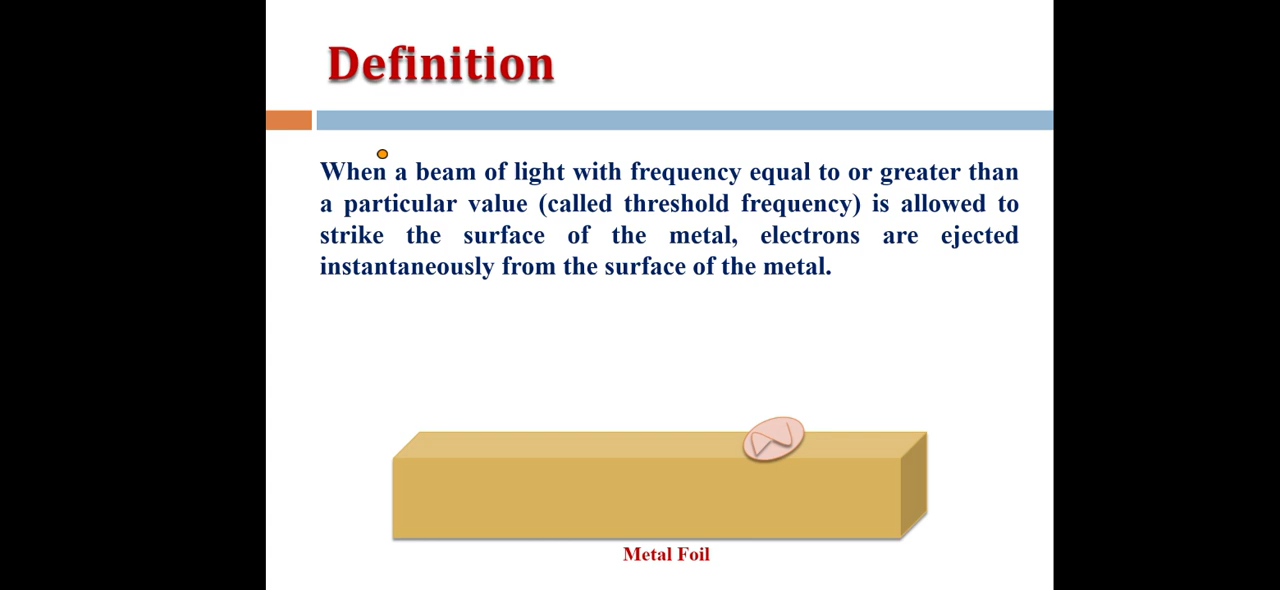 Definition
When a beam of light with frequency equal to or greater than
a particular value (called threshold frequency) is allowed to
strike the surface of the metal, electrons are ejected
instantaneously from the surface of the metal.
Metal Foil